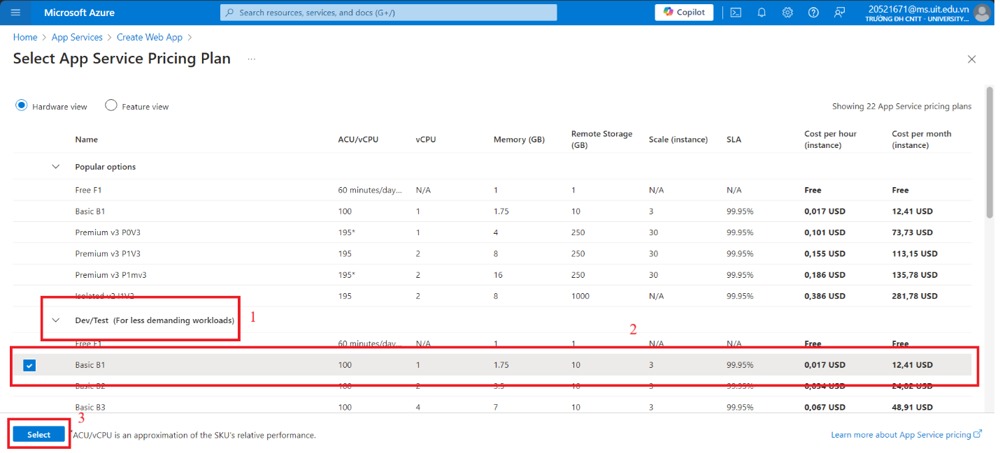 Microsoft Azure
Search resources, services, and docs (G+/)
Copilot
20521671@ms.uit.edu.vn
TRƯỜNG ĐH CNTT - UNIVERSITY...
Home > App Services > Create Web App >
Select App Service Pricing Plan ...
Hardware view Feature view
Showing 22 App Service pricing plans
Name ACU/vCPU vCPU Memory (GB) Remote Storage (GB) Scale (instance) SLA Cost per hour (instance) Cost per month (instance)
Popular options
Free F1 60 minutes/day... N/A 1 1 N/A N/A Free Free
Basic B1 100 1 1.75 10 3 99.95% 0,017 USD 12,41 USD
Premium v3 P0V3 195* 1 4 250 30 99.95% 0,101 USD 73,73 USD
Premium v3 P1V3 195 2 8 250 30 99.95% 0,155 USD 113,15 USD
Premium v3 P1mv3 195* 2 16 250 30 99.95% 0,186 USD 135,78 USD
Isolated v2 I1V2 195 2 8 1000 N/A 99.95% 0,386 USD 281,78 USD
Dev/Test (For less demanding workloads) 1
2
Free F1 60 minutes/day... N/A 1 1 N/A N/A Free Free
Basic B1 100 1 1.75 10 3 99.95% 0,017 USD 12,41 USD
Basic B2 100 2 3.5 10 3 99.95% 0,034 USD 24,82 USD
Basic B3 100 4 7 10 3 99.95% 0,067 USD 48,91 USD
3
Select
*ACU/vCPU is an approximation of the SKU's relative performance.
Learn more about App Service pricing